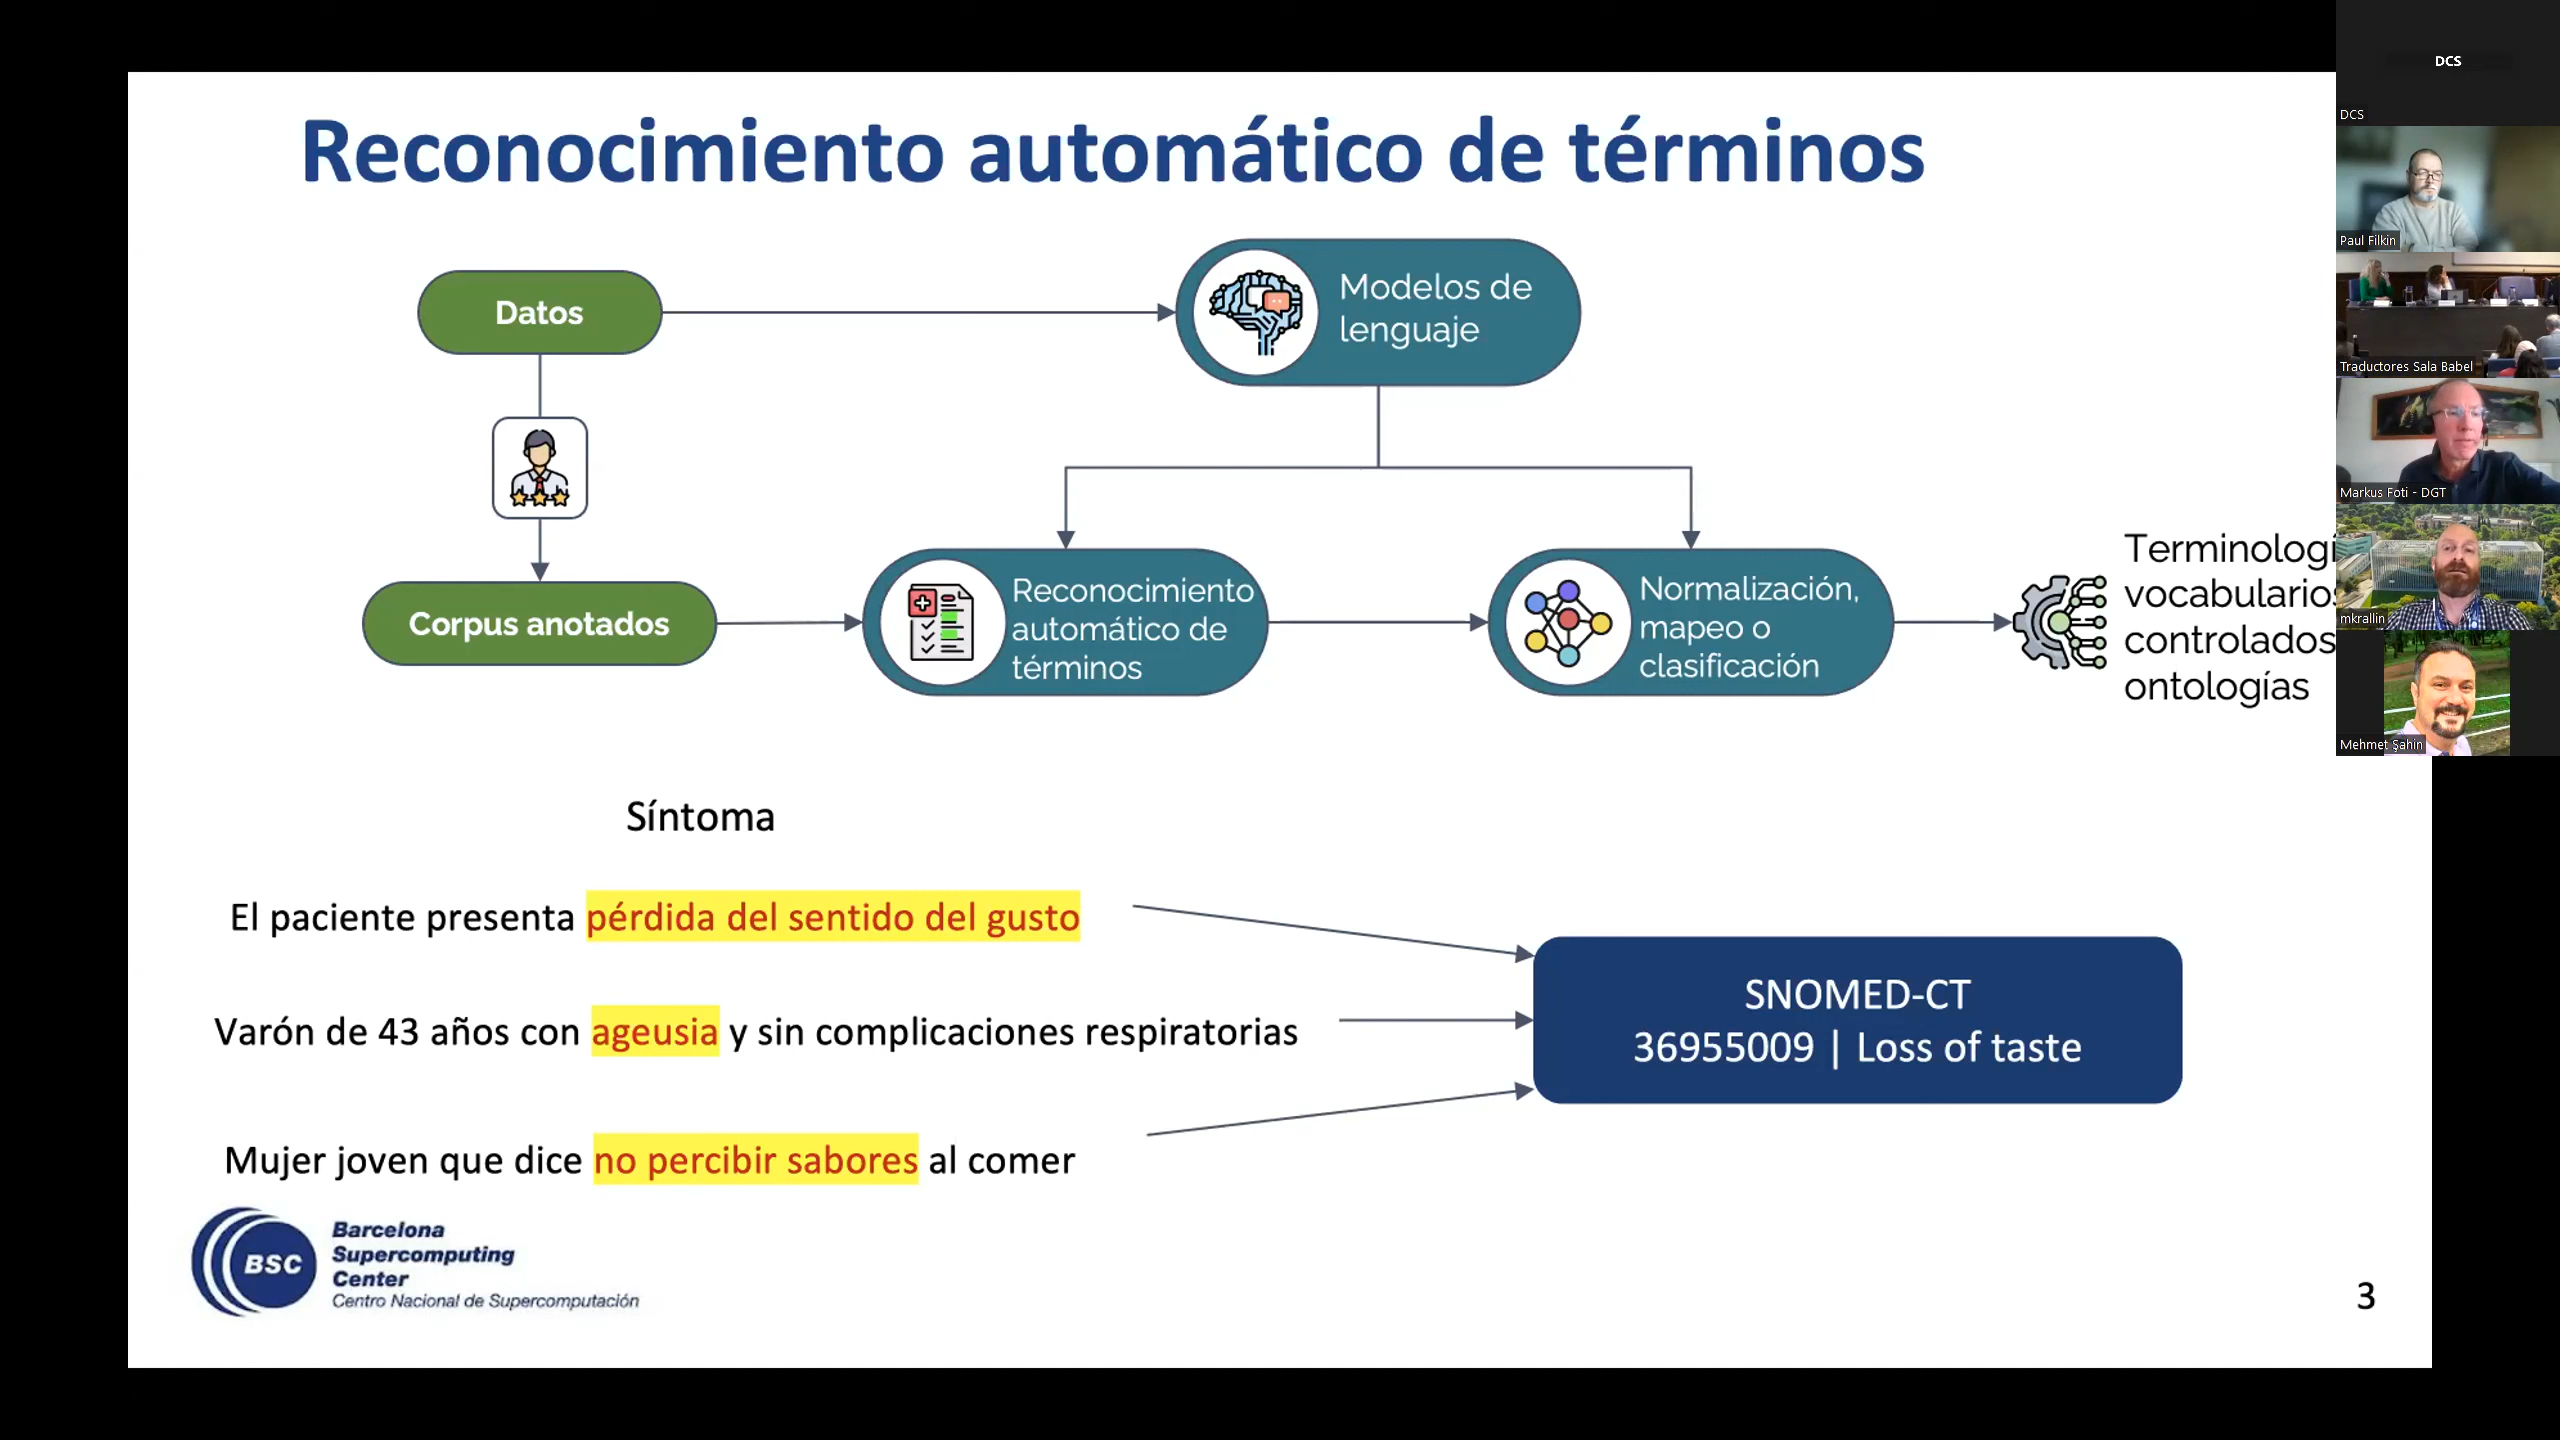 Reconocimiento automático de términos
Datos
Modelos de
lenguaje
Corpus anotados
Reconocimiento
automático de
términos
Normalización,
mapeo o
clasificación
vocabularios
controlados
ontologías
Síntoma
El paciente presenta pérdida del sentido del gusto
Varón de 43 años con ageusia y sin complicaciones respiratorias
Mujer joven que dice no percibir sabores al comer
SNOMED-CT
36955009 | Loss of taste
BSC
Barcelona
Supercomputing
Center
Centro Nacional de Supercomputación
3
DCS
DCS
Paul Filkin
Traductores Sala Babel
Markus Foti - DGT
mkrallin
Mehmet Şahin